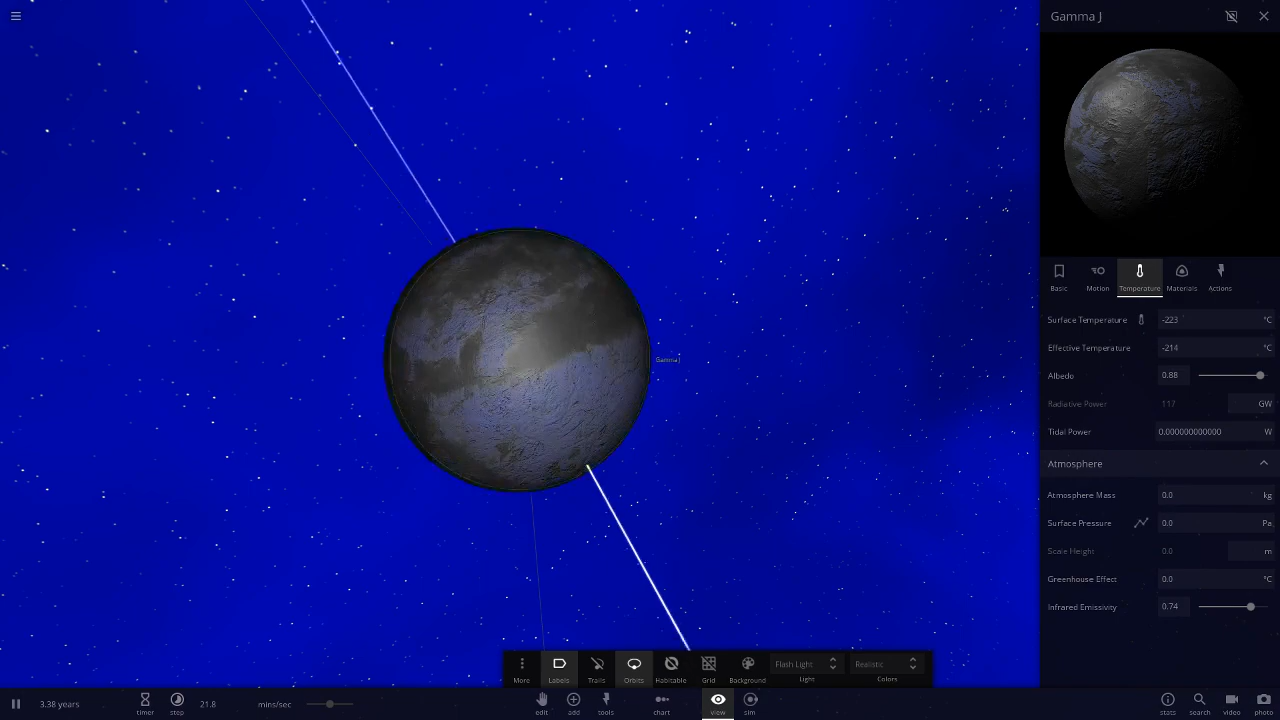 Gamma J
Gamma J
Basic Motion Temperature Materials Actions
Surface Temperature -223 °C
Effective Temperature -214 °C
Albedo 0.88
Radiative Power 117 GW
Tidal Power 0.000000000000 W
Atmosphere
Atmosphere Mass 0.0 kg
Surface Pressure 0.0 Pa
Scale Height 0.0 m
Greenhouse Effect 0.0 °C
Infrared Emissivity 0.74
Flash Light Realistic
More Labels Trails Orbits Habitable Grid Background Light Colors
3.38 years timer step 21.8 mins/sec edit add tools chart view sim stats search video photo